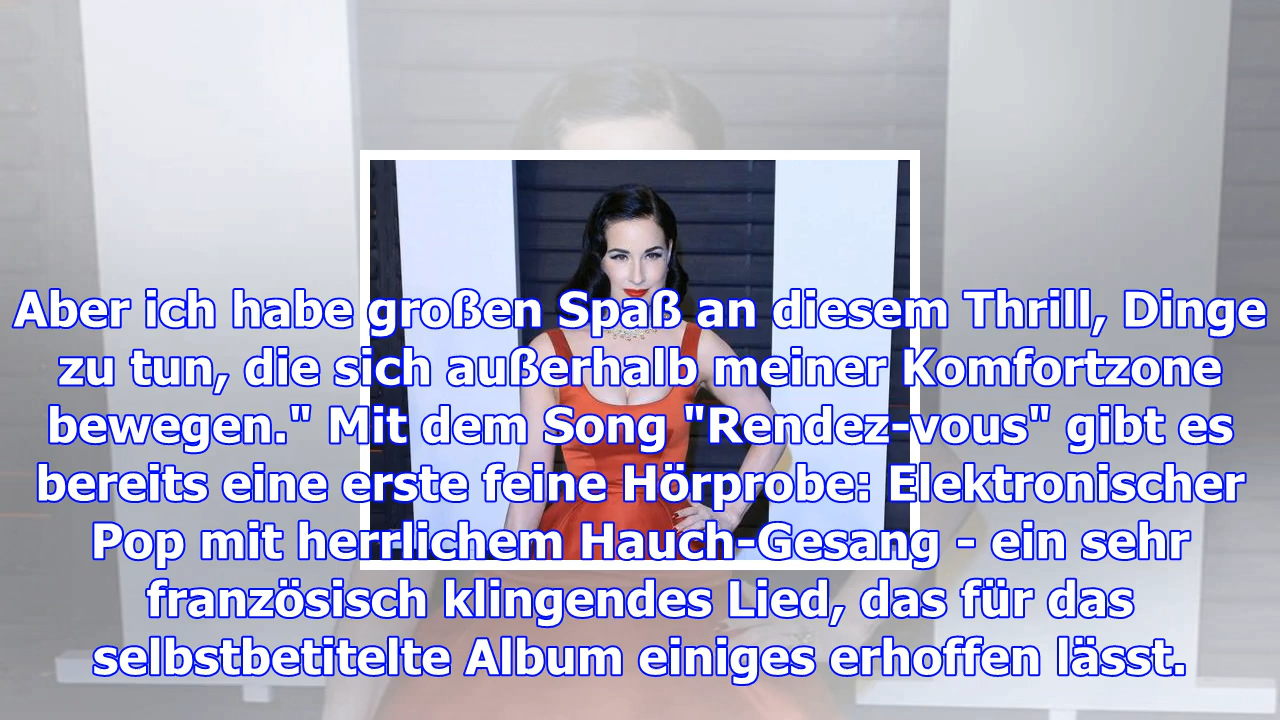 Aber ich habe großen Spaß an diesem Thrill, Dinge
zu tun, die sich außerhalb meiner Komfortzone
bewegen." Mit dem Song "Rendez-vous" gibt es
bereits eine erste feine Hörprobe: Elektronischer
Pop mit herrlichem Hauch-Gesang - ein sehr
französisch klingendes Lied, das für das
selbstbetitelte Album einiges erhoffen lässt.